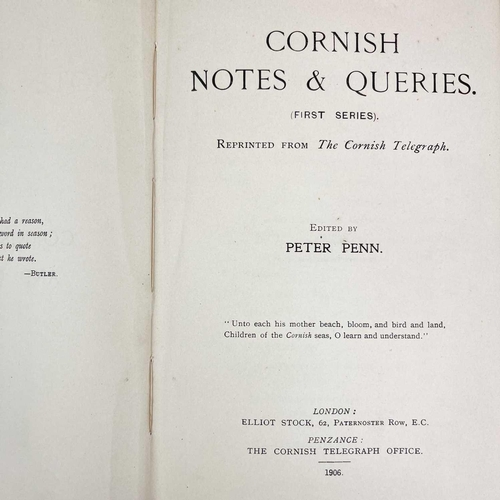 had a reason,
word in season;
s to quote
t he wrote.
—Butler.
CORNISH
NOTES & QUERIES.
(FIRST SERIES).
Reprinted from The Cornish Telegraph.
Edited by
PETER PENN.
"Unto each his mother beach, bloom, and bird and land,
Children of the Cornish seas, O learn and understand."
LONDON:
ELLIOT STOCK, 62, Paternoster Row, E.C.
PENZANCE:
THE CORNISH TELEGRAPH OFFICE.
1906.